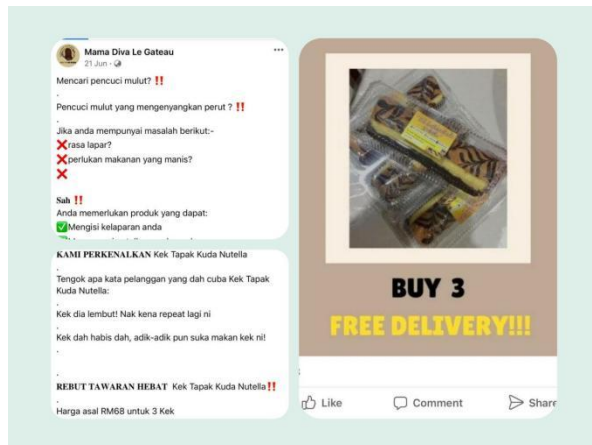 Mama Diva Le Gateau
21 Jun
Mencari pencuci mulut? ‼️
.
Pencuci mulut yang mengenyangkan perut ? ‼️
.
Jika anda mempunyai masalah berikut:-
❌rasa lapar?
❌perlukan makanan yang manis?
❌
Sah ‼️
Anda memerlukan produk yang dapat:
✅Mengisi kelaparan anda
KAMI PERKENALKAN Kek Tapak Kuda Nutella
.
Tengok apa kata pelanggan yang dah cuba Kek Tapak
Kuda Nutella:
.
Kek dia lembut! Nak kena repeat lagi ni
.
Kek dah habis dah, adik-adik pun suka makan kek ni!
.
.
REBUT TAWARAN HEBAT Kek Tapak Kuda Nutella‼️
.
Harga asal RM68 untuk 3 Kek
BUY 3
FREE DELIVERY!!!
Like
Comment
Share